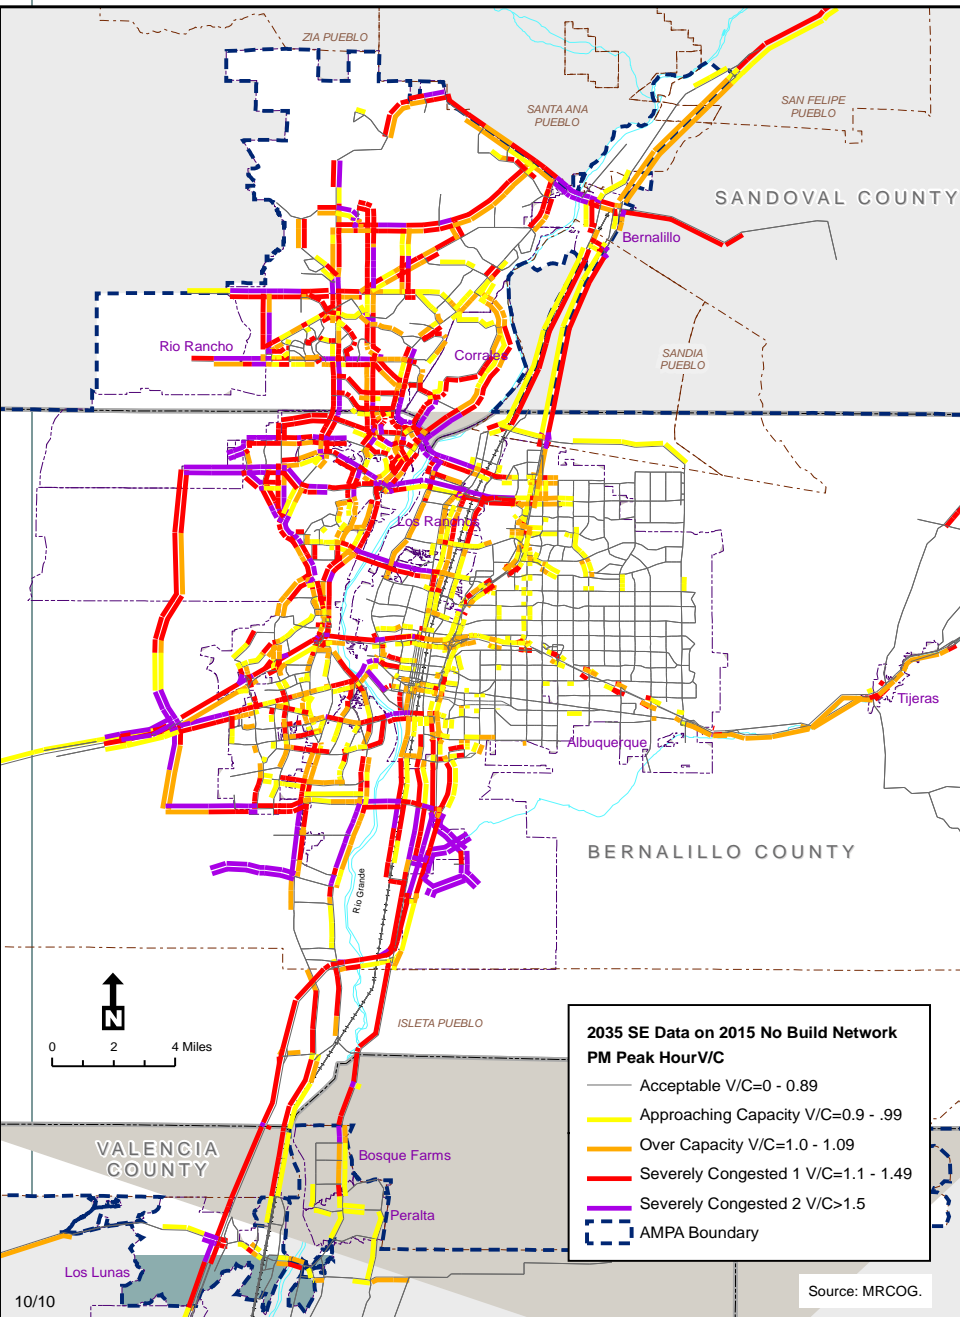 ZIA PUEBLO
SANTA ANA
PUEBLO
SAN FELIPE
PUEBLO
SANDOVAL COUNTY
Bernalillo
Rio Rancho
Corrales
SANDIA
PUEBLO
Los Ranchos
Tijeras
Albuquerque
BERNALILLO COUNTY
Rio Grande
N
0 2 4 Miles
ISLETA PUEBLO
2035 SE Data on 2015 No Build Network
PM Peak HourV/C
Acceptable V/C=0 - 0.89
Approaching Capacity V/C=0.9 - .99
Over Capacity V/C=1.0 - 1.09
Severely Congested 1 V/C=1.1 - 1.49
Severely Congested 2 V/C>1.5
AMPA Boundary
VALENCIA
COUNTY
Bosque Farms
Peralta
Los Lunas
10/10
Source: MRCOG.